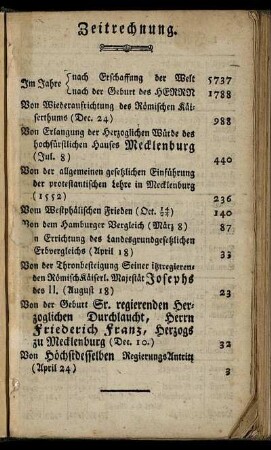 Zeitrechnung.
Im Jahre {nach Erschaffung der Welt 5737
{nach der Geburt des HERRN 1788
Von Wiederaufrichtung des Römischen Käi-
serthums (Dec. 24) 988
Von Erlangung der Herzoglichen Würde des
hochfürstlichen Hauses Mecklenburg
(Jul. 8) 440
Von der allgemeinen gesetzlichen Einführung
der protestantischen Lehre in Mecklenburg
(1552) 236
Vom Westphälischen Frieden (Oct. 14/24) 140
Von dem Hamburger Vergleich (März 8) 87
Von Errichtung des Landesgrundgesetzlichen
Erbvergleichs (April 18) 33
Von der Thronbesteigung Seiner itzregieren-
den Römisch-Käiserl. Majestät Josephs
des II. (August 18) 23
Von der Geburt Sr. regierenden Her-
zoglichen Durchlaucht, Herrn
Friederich Franz, Herzogs
zu Mecklenburg (Dec. 10.) 32
Von Höchstdesselben Regierungs Antritt
(April 24) 3